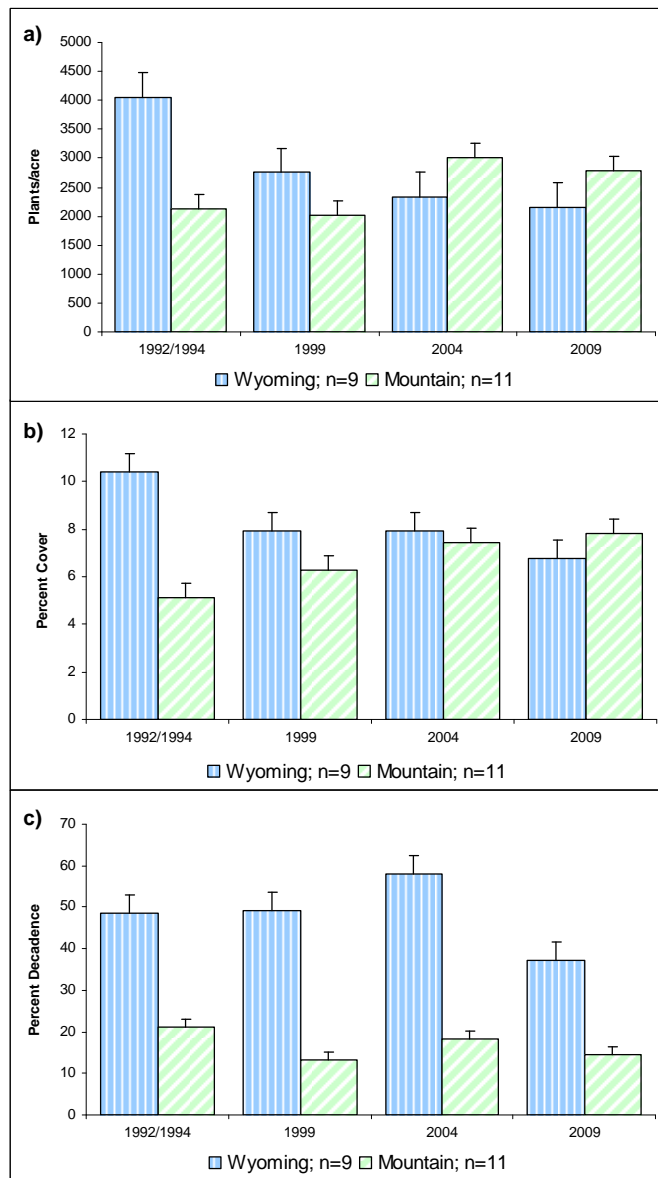 a)
5000
4500
4000
3500
3000
2500
2000
1500
1000
500
0
Plants/acre
1992/1994 1999 2004 2009
Wyoming; n=9 Mountain; n=11
b)
12
10
8
6
4
2
0
Percent Cover
1992/1994 1999 2004 2009
Wyoming; n=9 Mountain; n=11
c)
70
60
50
40
30
20
10
0
Percent Decadence
1992/1994 1999 2004 2009
Wyoming; n=9 Mountain; n=11